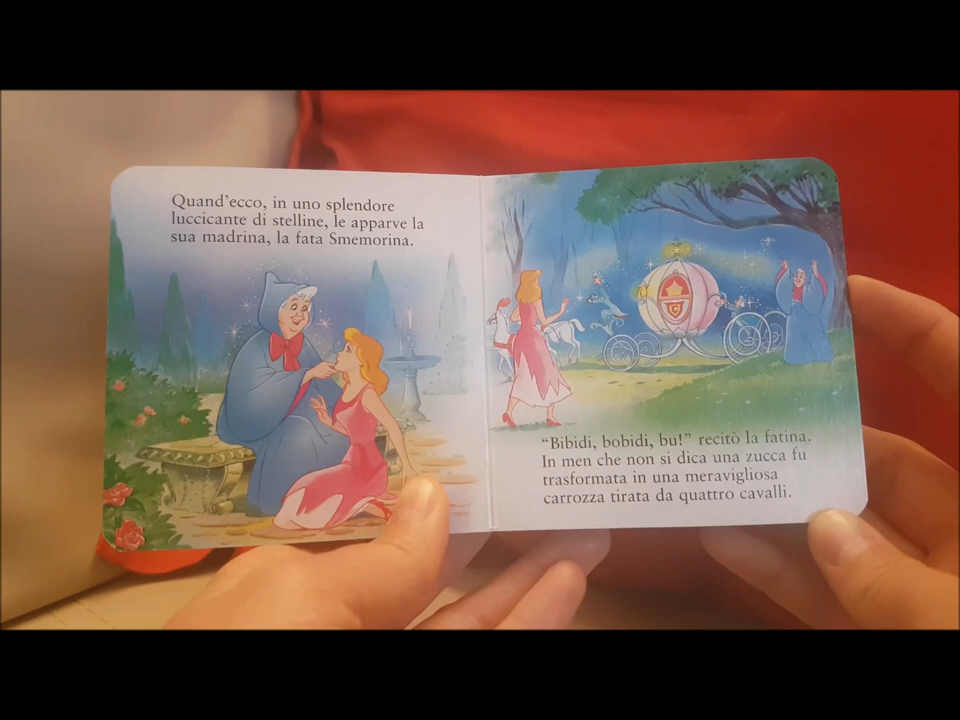 Quand'ecco, in uno splendore
luccicante di stelline, le apparve la
sua madrina, la fata Smemorina.
"Bibidi, bobidi, bu!" recitò la fatina.
In men che non si dica una zucca fu
trasformata in una meravigliosa
carrozza tirata da quattro cavalli.